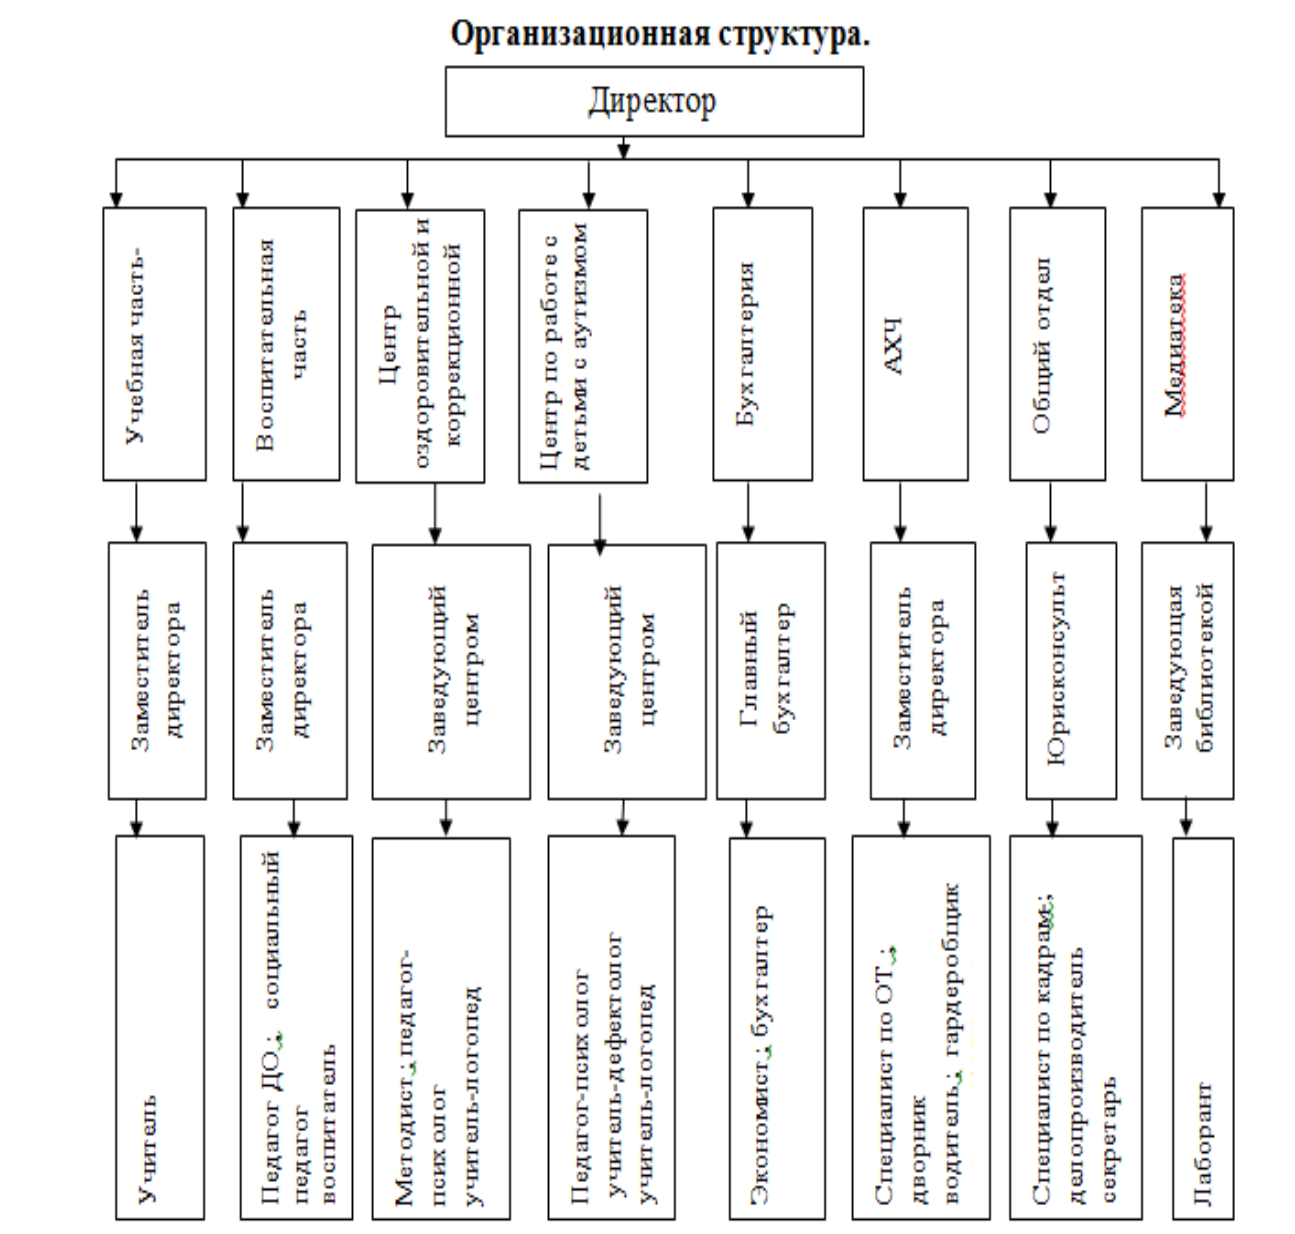 Организационная структура.
Директор
Учебная часть-
Воспитательная
часть
Центр
оздоровительной и
коррекционной
Центр по работе с
детьми с аутизмом
Бухгалтерия
АХЧ
Общий отдел
Медиатека
Заместитель
директора
Заместитель
директора
Заведующий
центром
Заведующий
центром
Главный
бухгалтер
Заместитель
директора
Юрисконсульт
Заведующая
библиотекой
Учитель
Педагог ДО ; социальный
педагог
воспитатель
Методист ; педагог-
психолог
учитель-логопед
Педагог-психолог
учитель-дефектолог
учитель-логопед
Экономист ; бухгалтер
Специалист по ОТ ;
дворник
водитель ; гардеробщик
Специалист по кадрам ;
делопроизводитель
секретарь
Лаборант